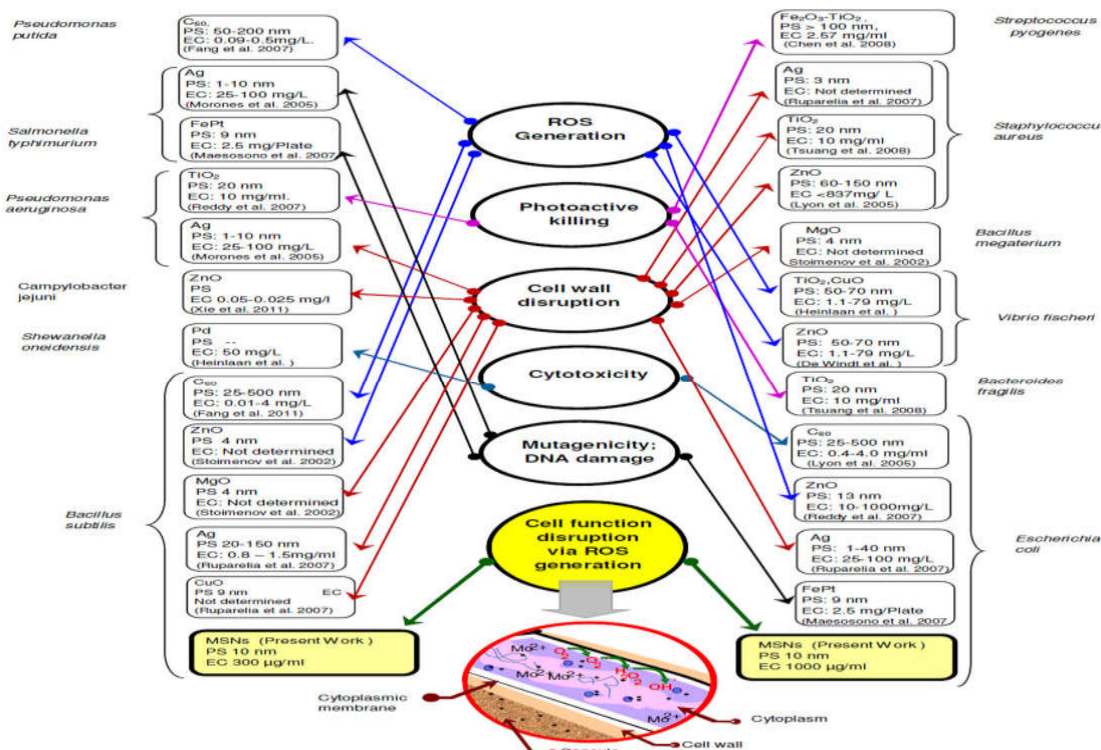 Pseudomonas
putida
C60,
PS: 50-200 nm
EC: 0.09-0.5mg/L.
(Fang et al. 2007)
Salmonella
typhimurium
Ag
PS: 1-10 nm
EC: 25-100 mg/L
(Morones et al. 2005)
FePt
PS: 9 nm
EC: 2.5 mg/Plate
(Maesosono et al. 2007
Pseudomonas
aeruginosa
TiO2
PS: 20 nm
EC: 10 mg/ml.
(Reddy et al. 2007)
Ag
PS: 1-10 nm
EC: 25-100 mg/L
(Morones et al. 2005)
Campylobacter
jejuni
ZnO
PS
EC 0.05-0.025 mg/l
(Xie et al. 2011)
Shewanella
oneidensis
Pd
PS --
EC: 50 mg/L
(Heinlaan et al. )
Bacillus
subtilis
C60
PS: 25-500 nm
EC: 0.01-4 mg/L
(Fang et al. 2011)
ZnO
PS 4 nm
EC: Not determined
(Stoimenov et al. 2002)
MgO
PS 4 nm
EC: Not determined
(Stoimenov et al. 2002)
Ag
PS 20-150 nm
EC: 0.8 – 1.5mg/ml
(Ruparelia et al. 2007)
CuO
PS 9 nm EC
Not determined
(Ruparelia et al. 2007)
MSNs (Present Work )
PS 10 nm
EC 300 µg/ml
ROS
Generation
Photoactive
killing
Cell wall
disruption
Cytotoxicity
Mutagenicity;
DNA damage
Cell function
disruption
via ROS
generation
Fe2O3-TiO2,
PS > 100 nm,
EC 2.57 mg/ml
(Chen et al. 2008)
Streptococcus
pyogenes
Ag
PS: 3 nm
EC: Not determined
(Ruparelia et al. 2007)
TiO2
PS: 20 nm
EC: 10 mg/ml
(Tsuang et al. 2008)
ZnO
PS: 60-150 nm
EC <837mg/ L
(Lyon et al. 2005)
Staphylococcus
aureus
MgO
PS: 4 nm
EC: Not determined
Stoimenov et al. 2002)
Bacillus
megaterium
TiO2,CuO
PS: 50-70 nm
EC: 1.1-79 mg/L
(Heinlaan et al. )
ZnO
PS: 50-70 nm
EC: 1.1-79 mg/L
(De Windt et al. )
Vibrio fischeri
TiO2
PS: 20 nm
EC: 10 mg/ml
(Tsuang et al. 2008)
Bacteroides
fragilis
C60
PS: 25-500 nm
EC: 0.4-4.0 mg/ml
(Lyon et al. 2005)
ZnO
PS: 13 nm
EC: 10-1000mg/L
(Reddy et al. 2007)
Ag
PS: 1-40 nm
EC: 25-100 mg/L
(Ruparelia et al. 2007)
FePt
PS: 9 nm
EC: 2.5 mg/Plate
(Maesosono et al. 2007
Escherichia
coli
MSNs (Present Work )
PS 10 nm
EC 1000 µg/ml
Mo2+
O2
O2
H2O2
OH
Mo2+
Mo2+
Mo2+
Cytoplasmic
membrane
Cytoplasm
Cell wall